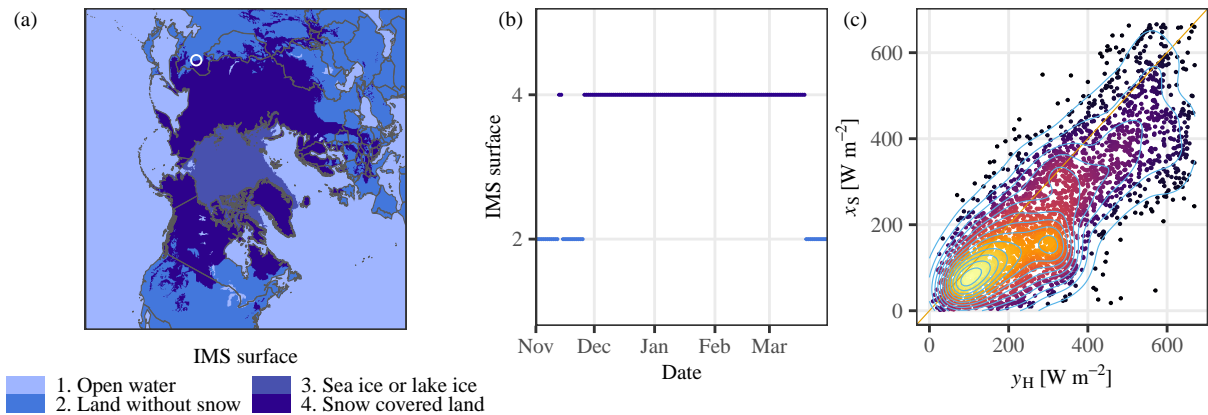 (a)
IMS surface
1. Open water
2. Land without snow
3. Sea ice or lake ice
4. Snow covered land
(b)
IMS surface
4
2
Nov Dec Jan Feb Mar
Date
(c)
x_S [W m⁻²]
600
400
200
0
0 200 400 600
y_H [W m⁻²]